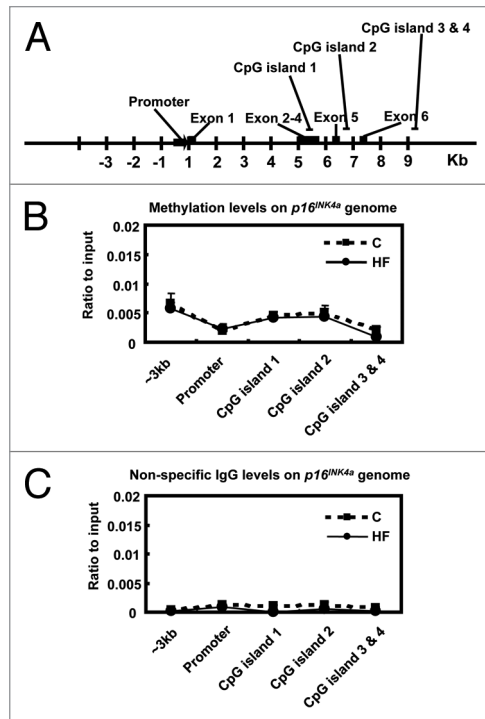 A
CpG island 3 & 4
CpG island 2
CpG island 1
Promoter
Exon 1
Exon 2-4
Exon 5
Exon 6
-3 -2 -1 1 2 3 4 5 6 7 8 9 Kb
B
Methylation levels on p16INK4a genome
Ratio to input
0.02
0.015
0.01
0.005
0
C
HF
~3kb
Promoter
CpG island 1
CpG island 2
CpG island 3 & 4
C
Non-specific IgG levels on p16INK4a genome
Ratio to input
0.02
0.015
0.01
0.005
0
C
HF
~3kb
Promoter
CpG island 1
CpG island 2
CpG island 3 & 4